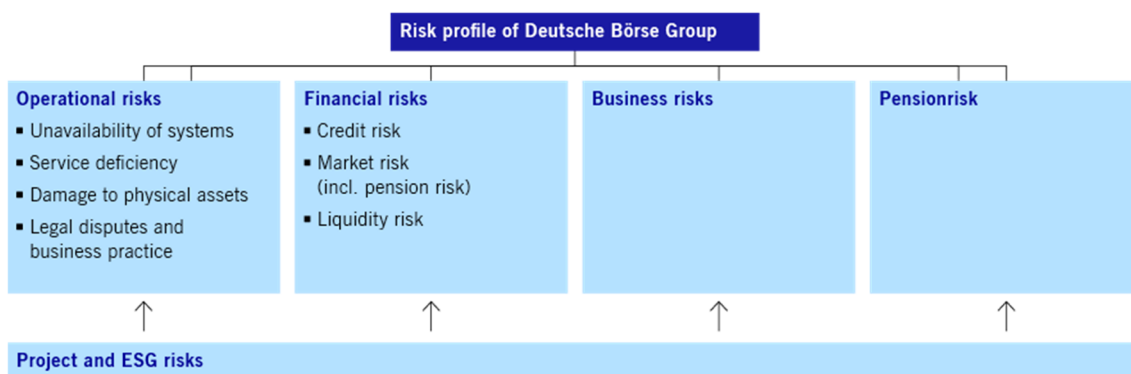 Risk profile of Deutsche Börse Group
Operational risks
▪ Unavailability of systems
▪ Service deficiency
▪ Damage to physical assets
▪ Legal disputes and
business practice
Financial risks
▪ Credit risk
▪ Market risk
(incl. pension risk)
▪ Liquidity risk
Business risks
Pensionrisk
Project and ESG risks